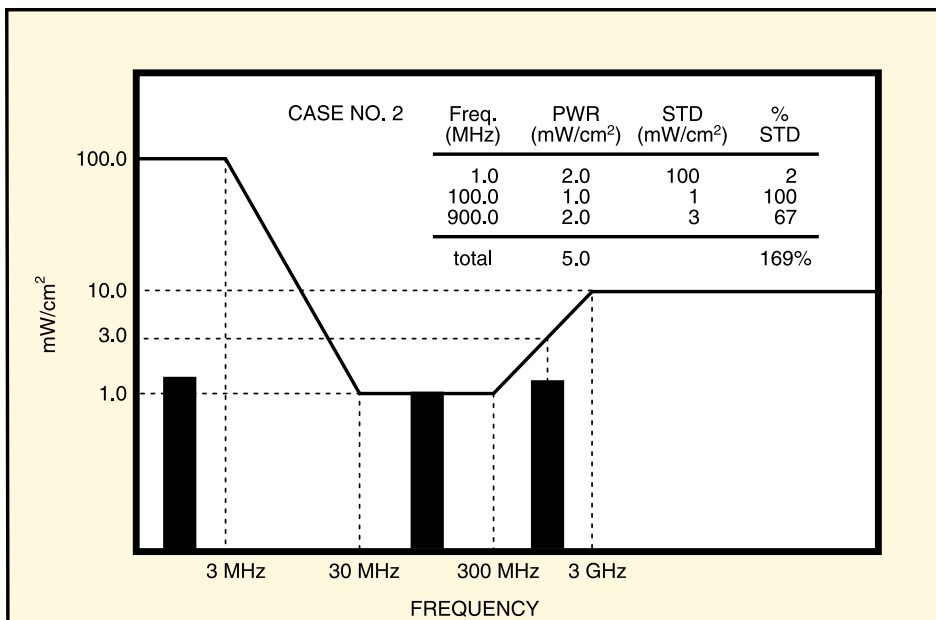 CASE NO. 2
Freq. (MHz) PWR (mW/cm²) STD (mW/cm²) % STD
1.0 2.0 100 2
100.0 1.0 1 100
900.0 2.0 3 67
total 5.0 169%
100.0
10.0
3.0
1.0
mW/cm²
3 MHz 30 MHz 300 MHz 3 GHz
FREQUENCY